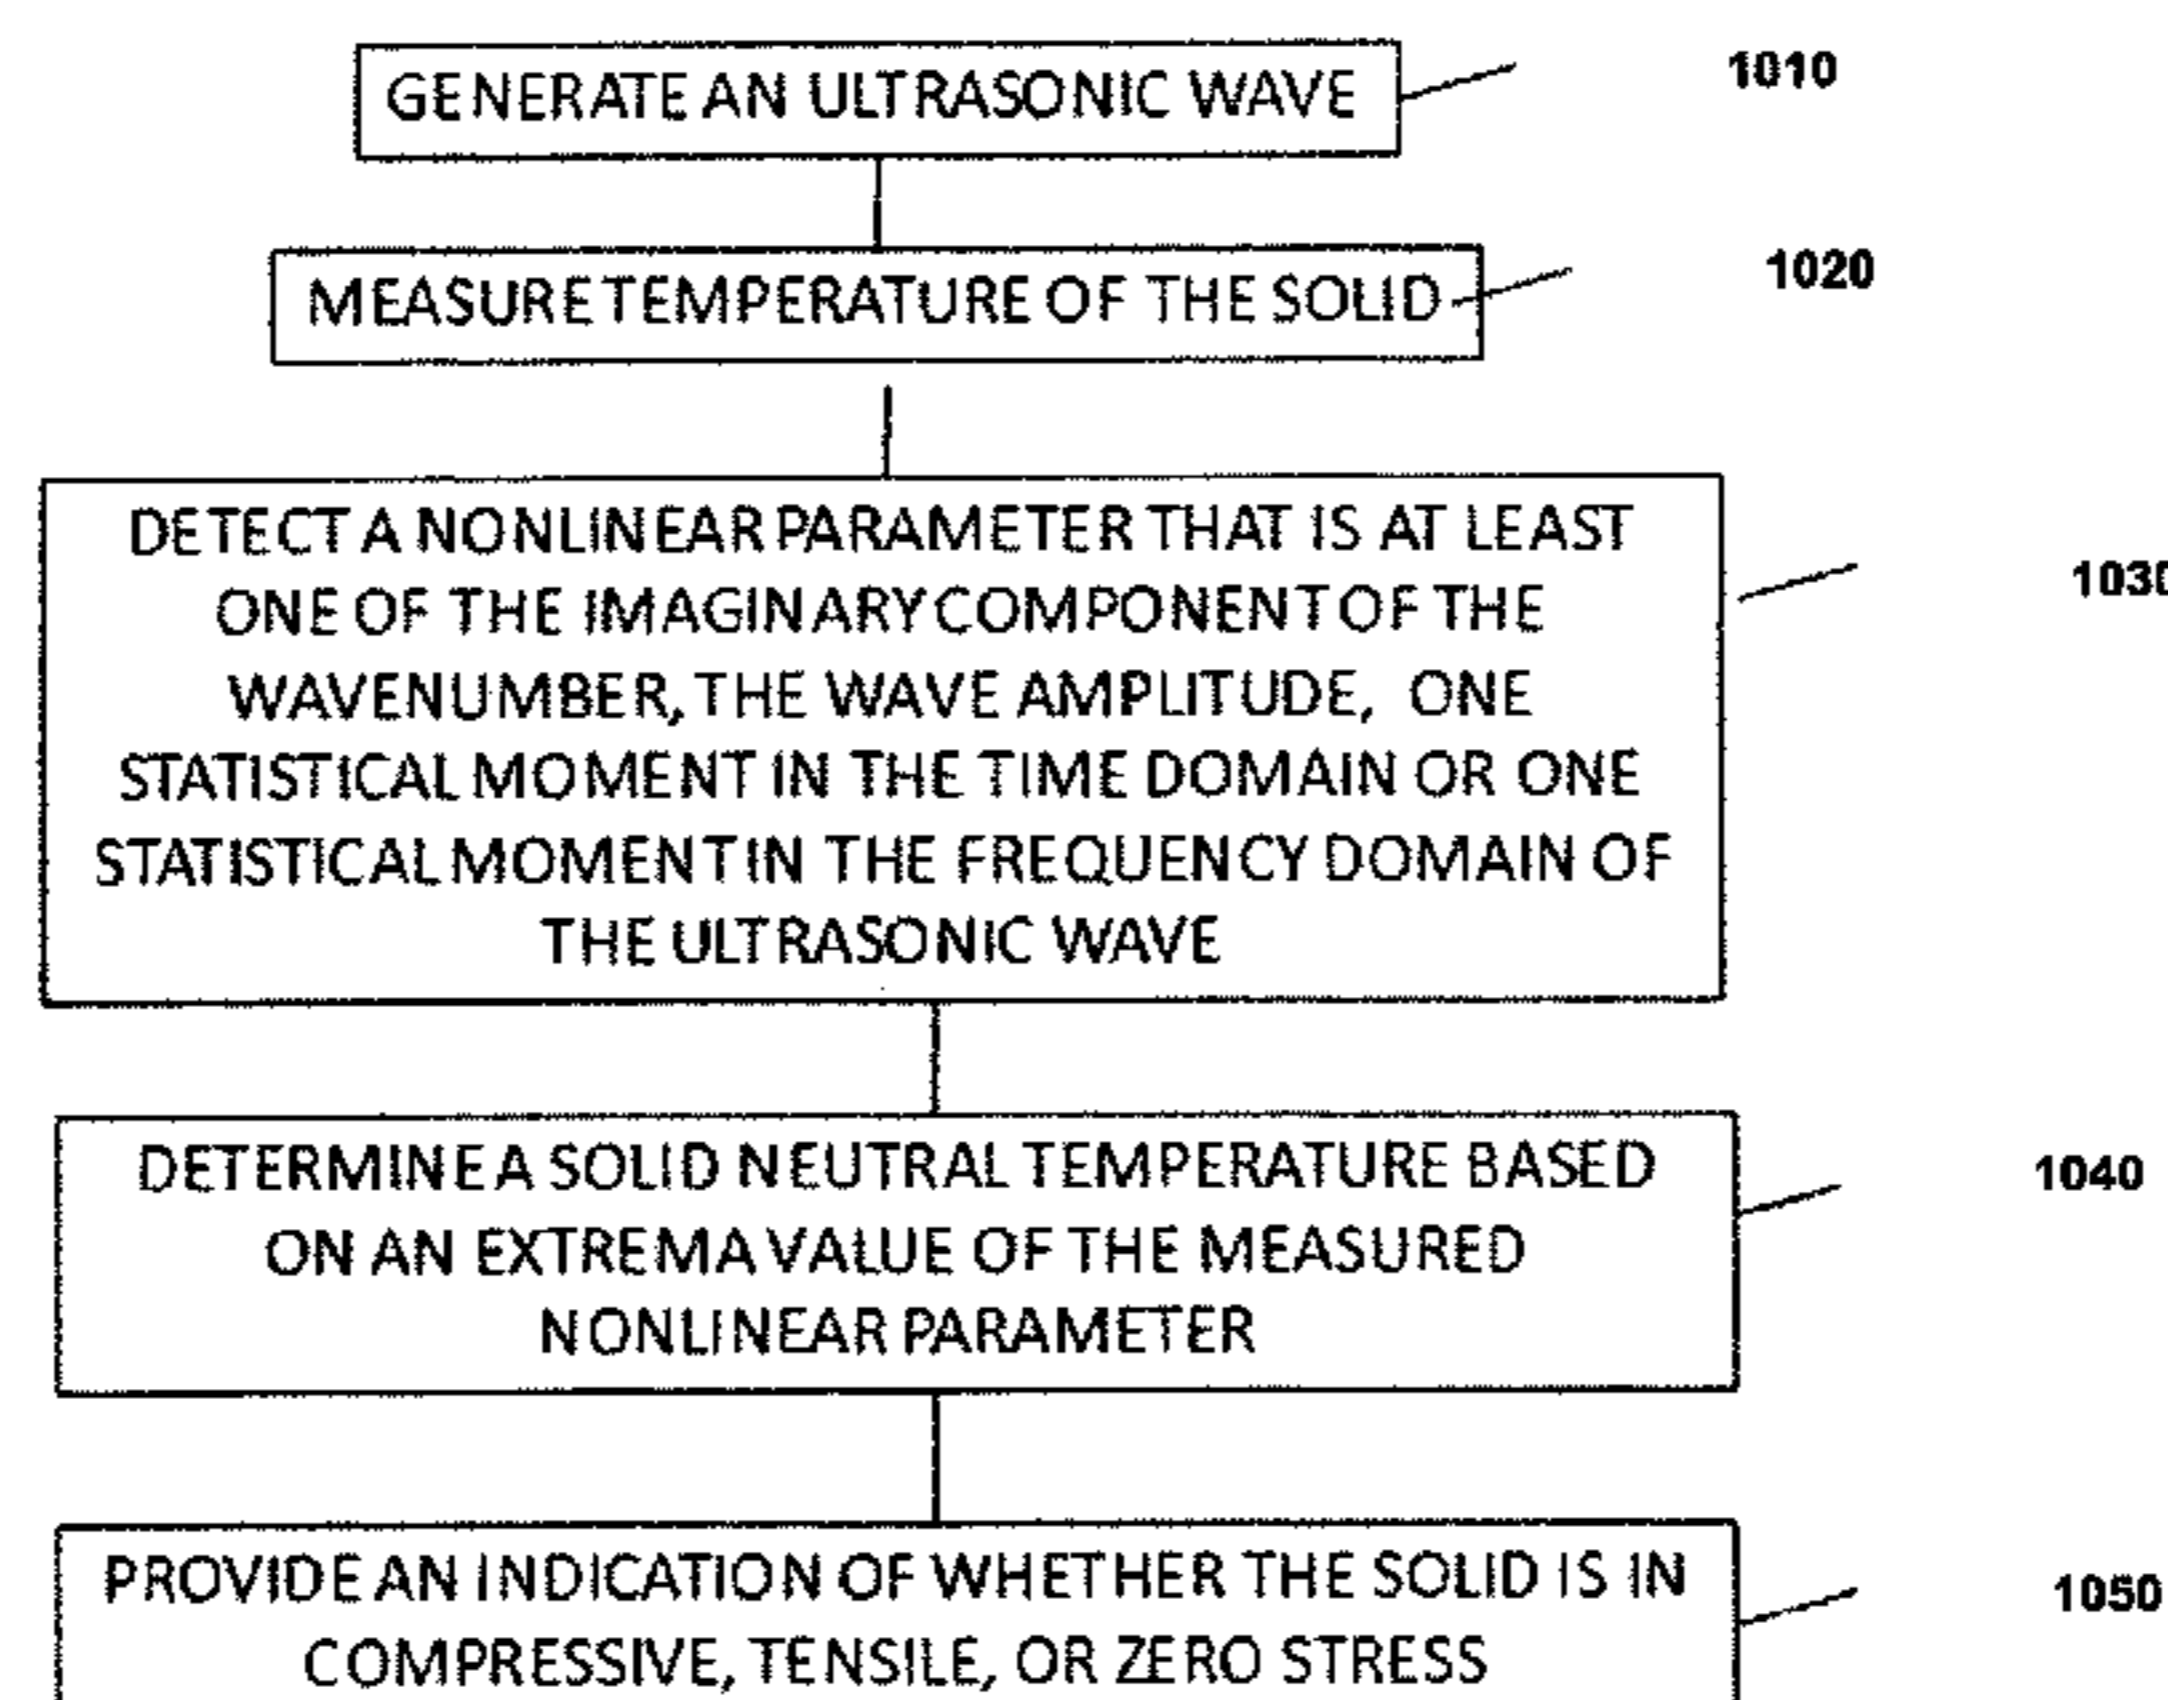 GENERATE AN ULTRASONIC WAVE
1010
MEASURE TEMPERATURE OF THE SOLID
1020
DETECT A NONLINEAR PARAMETER THAT IS AT LEAST
ONE OF THE IMAGINARY COMPONENT OF THE
WAVENUMBER, THE WAVE AMPLITUDE, ONE
STATISTICAL MOMENT IN THE TIME DOMAIN OR ONE
STATISTICAL MOMENT IN THE FREQUENCY DOMAIN OF
THE ULTRASONIC WAVE
1030
DETERMINE A SOLID NEUTRAL TEMPERATURE BASED
ON AN EXTREMA VALUE OF THE MEASURED
NONLINEAR PARAMETER
1040
PROVIDE AN INDICATION OF WHETHER THE SOLID IS IN
COMPRESSIVE, TENSILE, OR ZERO STRESS
1050